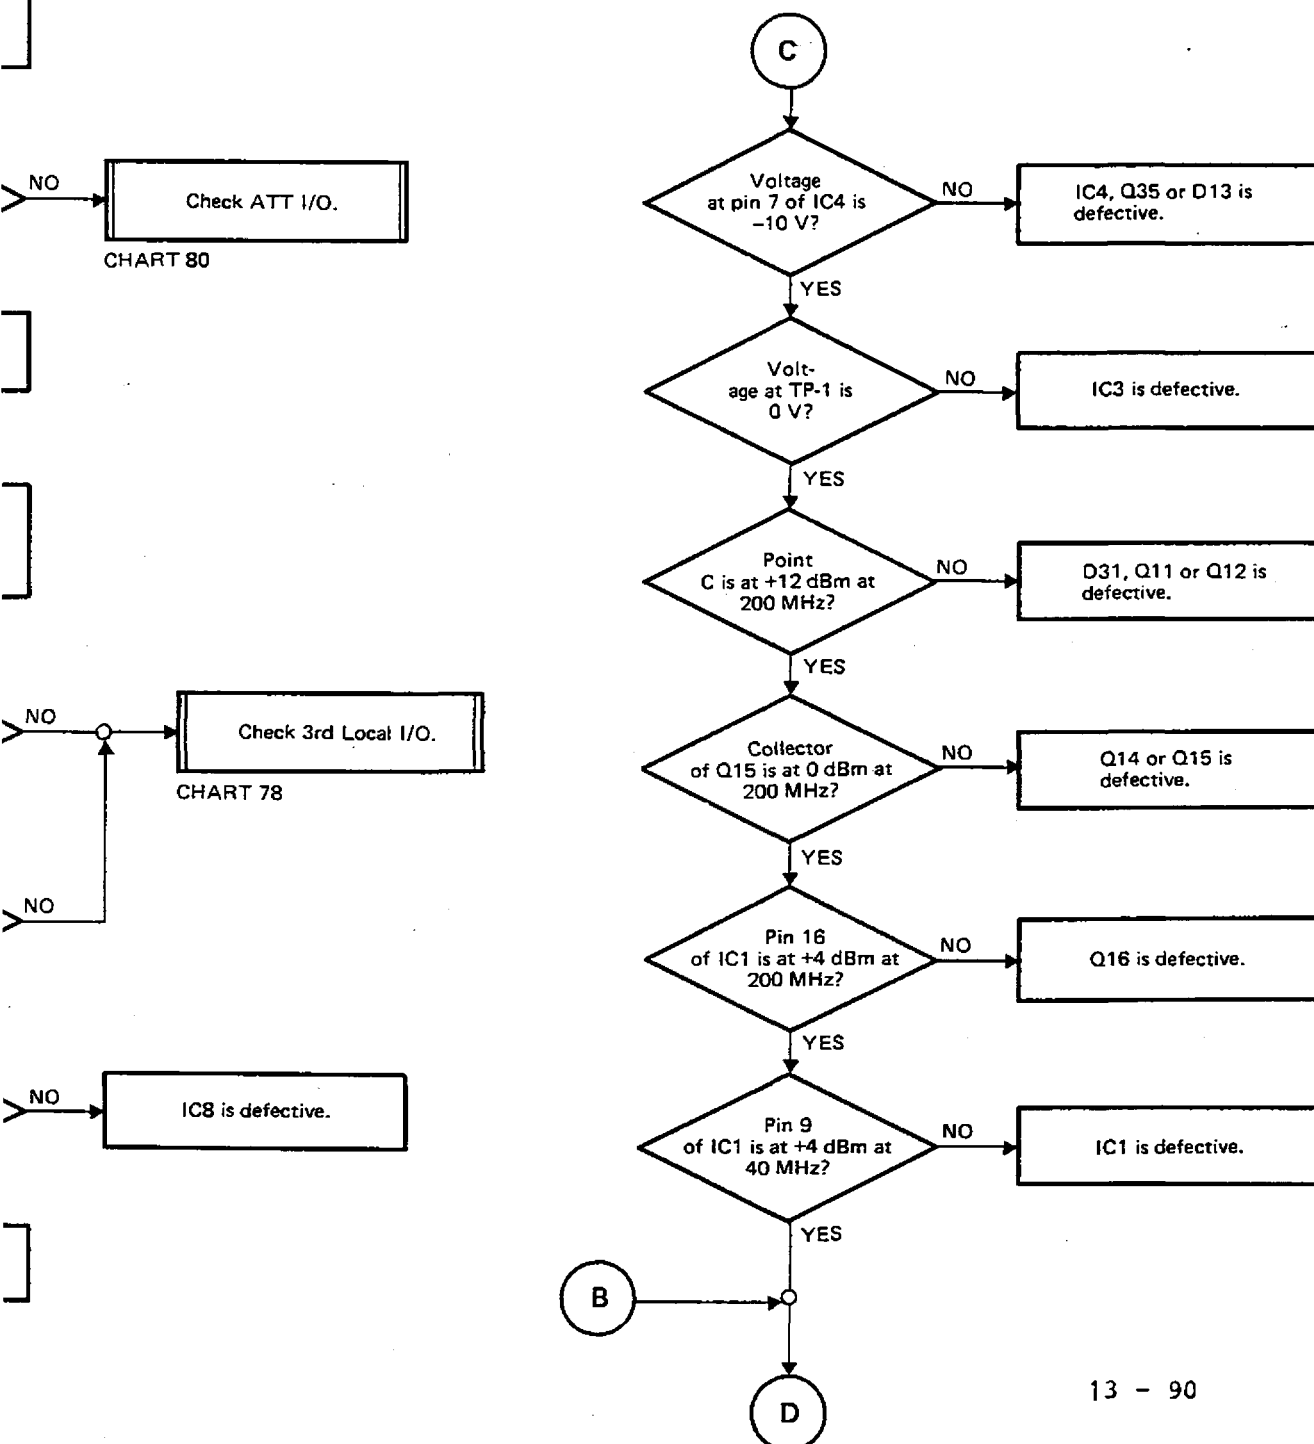 C
Voltage
at pin 7 of IC4 is
–10 V?
NO
IC4, Q35 or D13 is
defective.
NO
Check ATT I/O.
CHART 80
YES
Volt-
age at TP-1 is
0 V?
NO
IC3 is defective.
YES
Point
C is at +12 dBm at
200 MHz?
NO
D31, Q11 or Q12 is
defective.
YES
NO
Check 3rd Local I/O.
CHART 78
Collector
of Q15 is at 0 dBm at
200 MHz?
NO
Q14 or Q15 is
defective.
YES
NO
Pin 16
of IC1 is at +4 dBm at
200 MHz?
NO
Q16 is defective.
YES
NO
IC8 is defective.
Pin 9
of IC1 is at +4 dBm at
40 MHz?
NO
IC1 is defective.
YES
B
D
13 - 90